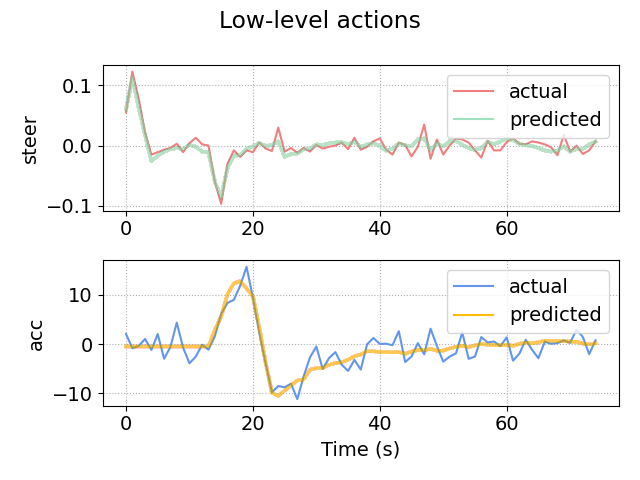 Low-level actions
steer
0.1
0.0
−0.1
actual
predicted
0
20
40
60
acc
10
0
−10
actual
predicted
0
20
40
60
Time (s)